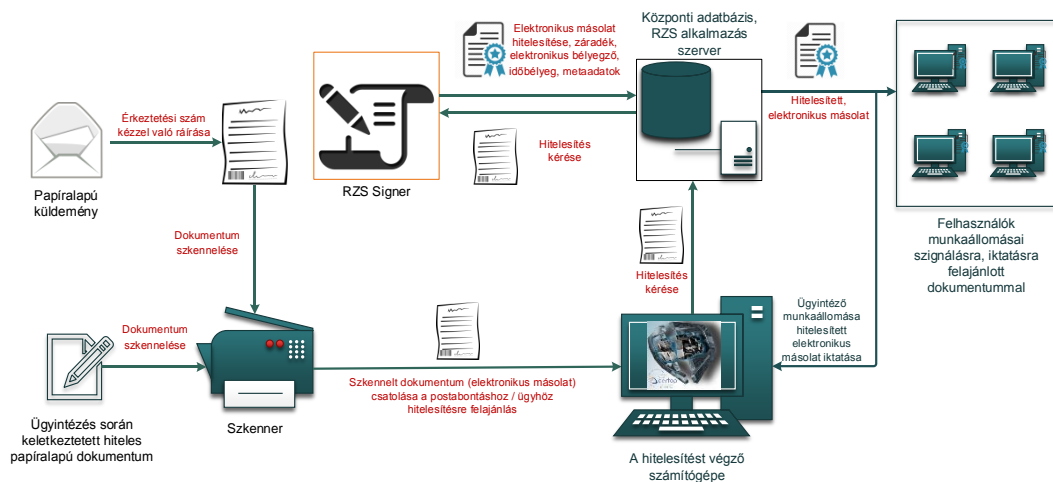 Elektronikus másolat
hitelesítése, záradék,
elektronikus bélyegző,
időbélyeg, metaadatok
Központi adatbázis,
RZS alkalmazás
szerver
Érkeztetési szám
kézzel való ráírása
Hitelesített,
elektronikus másolat
Hitelesítés
kérése
Papíralapú
küldemény
RZS Signer
Felhasználók
munkaállomásai
szignálásra, iktatásra
felajánlott
dokumentummal
Dokumentum
szkennelése
Hitelesítés
kérése
Ügyintéző
munkaállomása
hitelesített
elektronikus
másolat iktatása
Dokumentum
szkennelése
Szkennelt dokumentum (elektronikus másolat)
csatolása a postabontáshoz / ügyhöz
hitelesítésre felajánlás
Ügyintézés során
keletkeztetett hiteles
papíralapú dokumentum
Szkenner
A hitelesítést végző
számítógépe